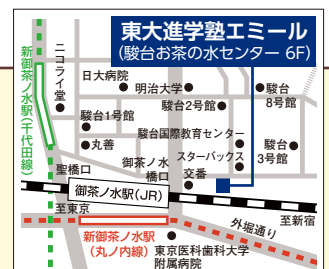 東大進学塾エミール
(駿台お茶の水センター 6F)
新御茶ノ水駅(千代田線)
ニコライ堂
日大病院
明治大学
駿台
8号館
駿台2号館
駿台1号館
駿台国際教育センター
丸善
スターバックス
駿台
3号館
御茶ノ水
橋口
聖橋口
交番
御茶ノ水駅(JR)
至東京
至新宿
外堀通り
新御茶ノ水駅
(丸ノ内線)
東京医科歯科大学
附属病院